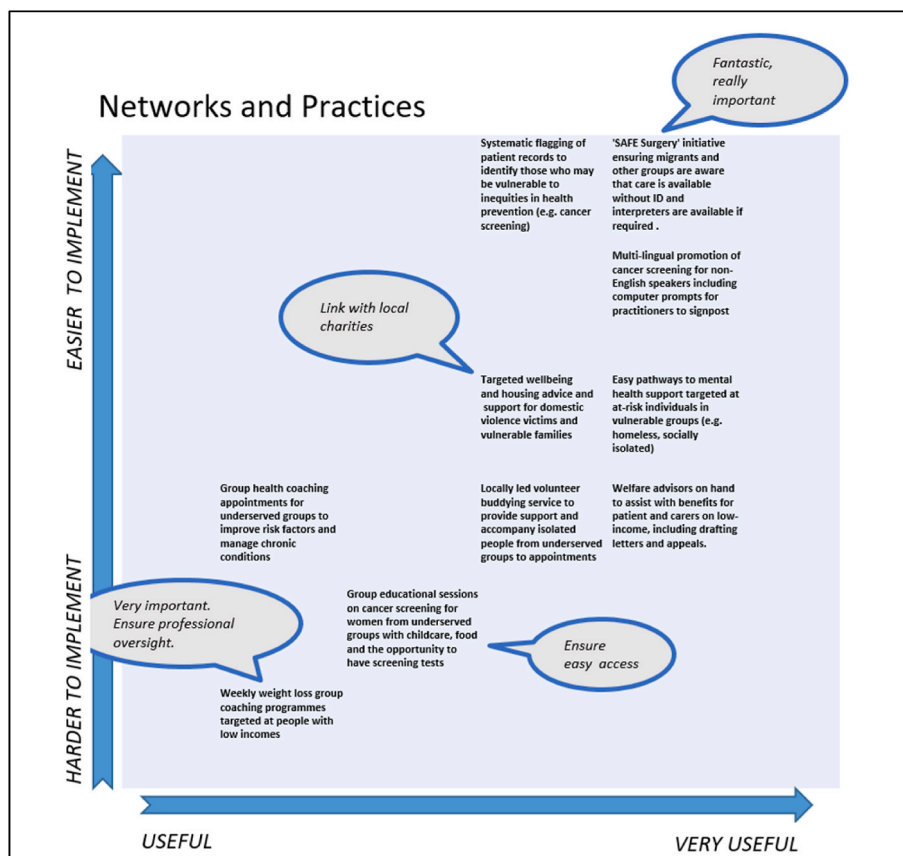 Fantastic,
really
important
Networks and Practices
EASIER TO IMPLEMENT
HARDER TO IMPLEMENT
Systematic flagging of
patient records to
identify those who may
be vulnerable to
inequities in health
prevention (e.g. cancer
screening)
'SAFE Surgery' initiative
ensuring migrants and
other groups are aware
that care is available
without ID and
interpreters are available if
required .
Multi-lingual promotion of
cancer screening for non-
English speakers including
computer prompts for
practitioners to signpost
Link with local
charities
Targeted wellbeing
and housing advice and
support for domestic
violence victims and
vulnerable families
Easy pathways to mental
health support targeted at
at-risk individuals in
vulnerable groups (e.g.
homeless, socially
isolated)
Group health coaching
appointments for
underserved groups to
improve risk factors and
manage chronic
conditions
Locally led volunteer
buddying service to
provide support and
accompany isolated
people from underserved
groups to appointments
Welfare advisors on hand
to assist with benefits for
patient and carers on low-
income, including drafting
letters and appeals.
Very important.
Ensure professional
oversight.
Group educational sessions
on cancer screening for
women from underserved
groups with childcare, food
and the opportunity to
have screening tests
Ensure
easy access
Weekly weight loss group
coaching programmes
targeted at people with
low incomes
USEFUL
VERY USEFUL